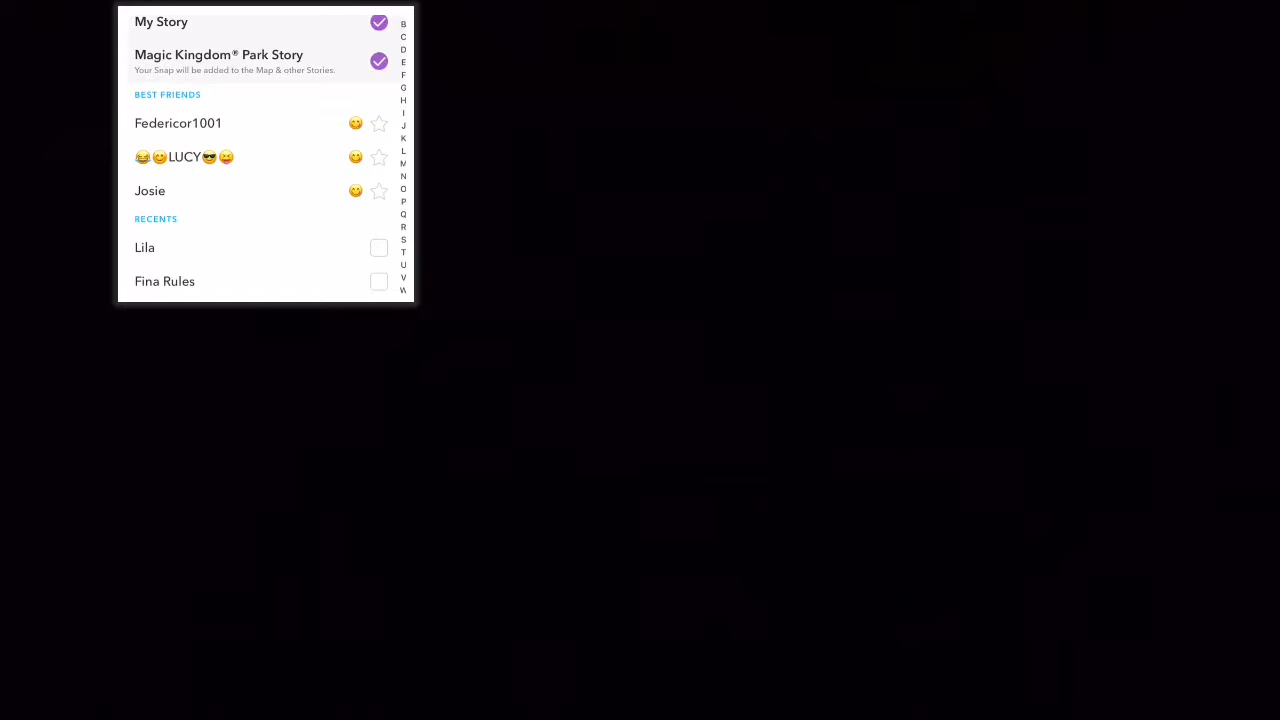 My Story
Magic Kingdom® Park Story
Your Snap will be added to the Map & other Stories.
BEST FRIENDS
Federicor1001
😂😊LUCY😎😝
Josie
RECENTS
Lila
Fina Rules
B
C
D
E
F
G
H
I
J
K
L
M
N
O
P
Q
R
S
T
U
V
W